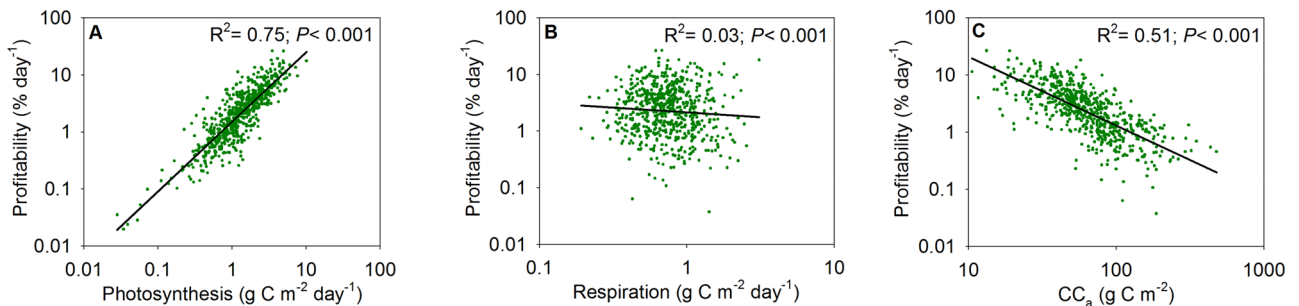 A
R²= 0.75; P< 0.001
Profitability (% day⁻¹)
100
10
1
0.1
0.01
0.01 0.1 1 10 100
Photosynthesis (g C m⁻² day⁻¹)
B
R²= 0.03; P< 0.001
Profitability (% day⁻¹)
100
10
1
0.1
0.01
0.1 1 10
Respiration (g C m⁻² day⁻¹)
C
R²= 0.51; P< 0.001
Profitability (% day⁻¹)
100
10
1
0.1
0.01
10 100 1000
CCₐ (g C m⁻²)